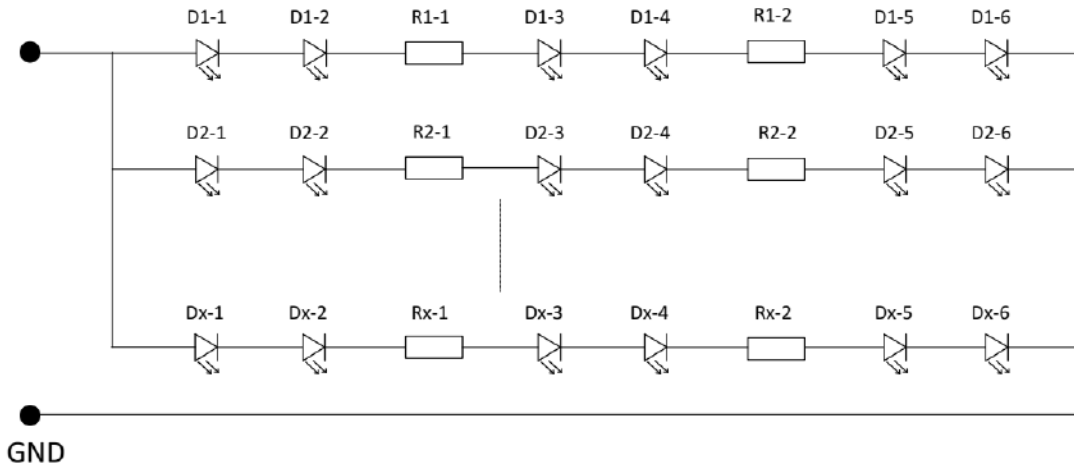 D1-1 D1-2 R1-1 D1-3 D1-4 R1-2 D1-5 D1-6
D2-1 D2-2 R2-1 D2-3 D2-4 R2-2 D2-5 D2-6
Dx-1 Dx-2 Rx-1 Dx-3 Dx-4 Rx-2 Dx-5 Dx-6
GND